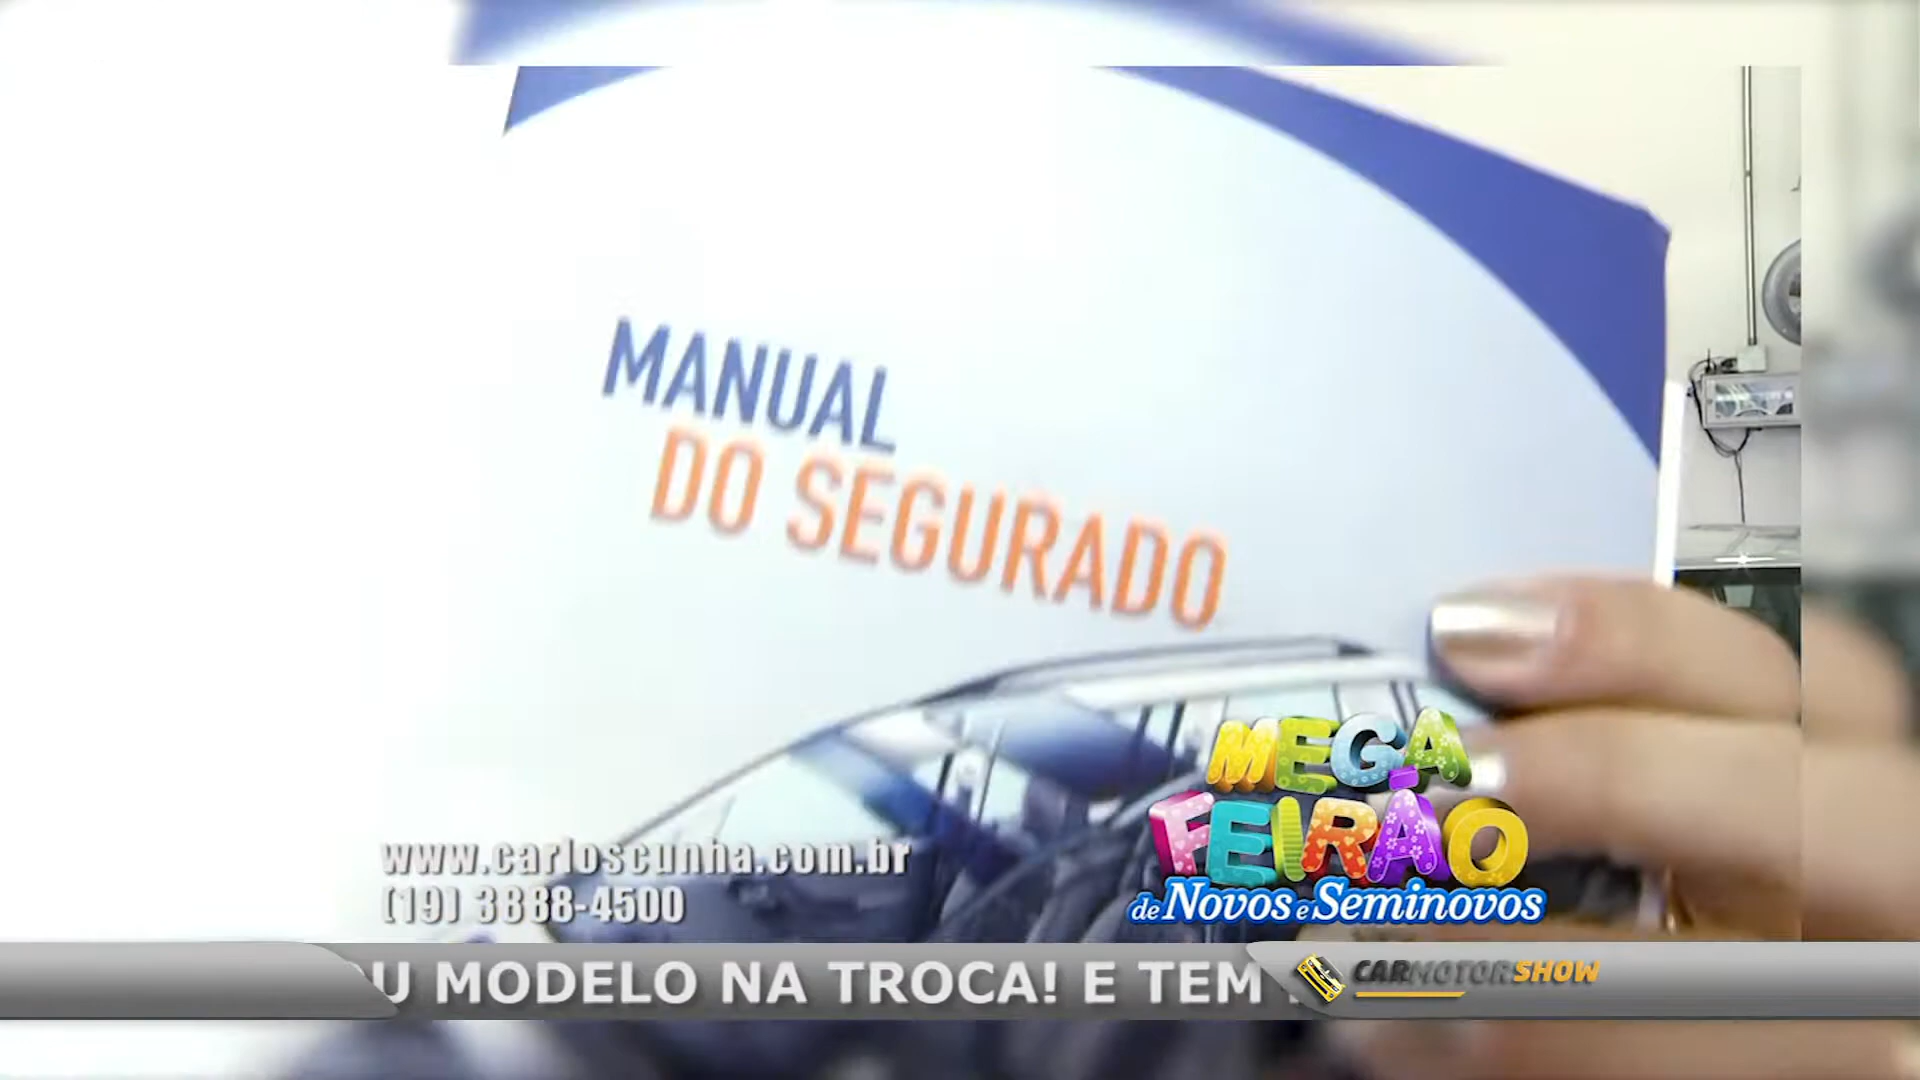 MANUAL
DO SEGURADO
MEGA
FEIRÃO
de Novos e Seminovos
www.carloscunha.com.br
(19) 3888-4500
U MODELO NA TROCA! E TEM
CARMOTORSHOW